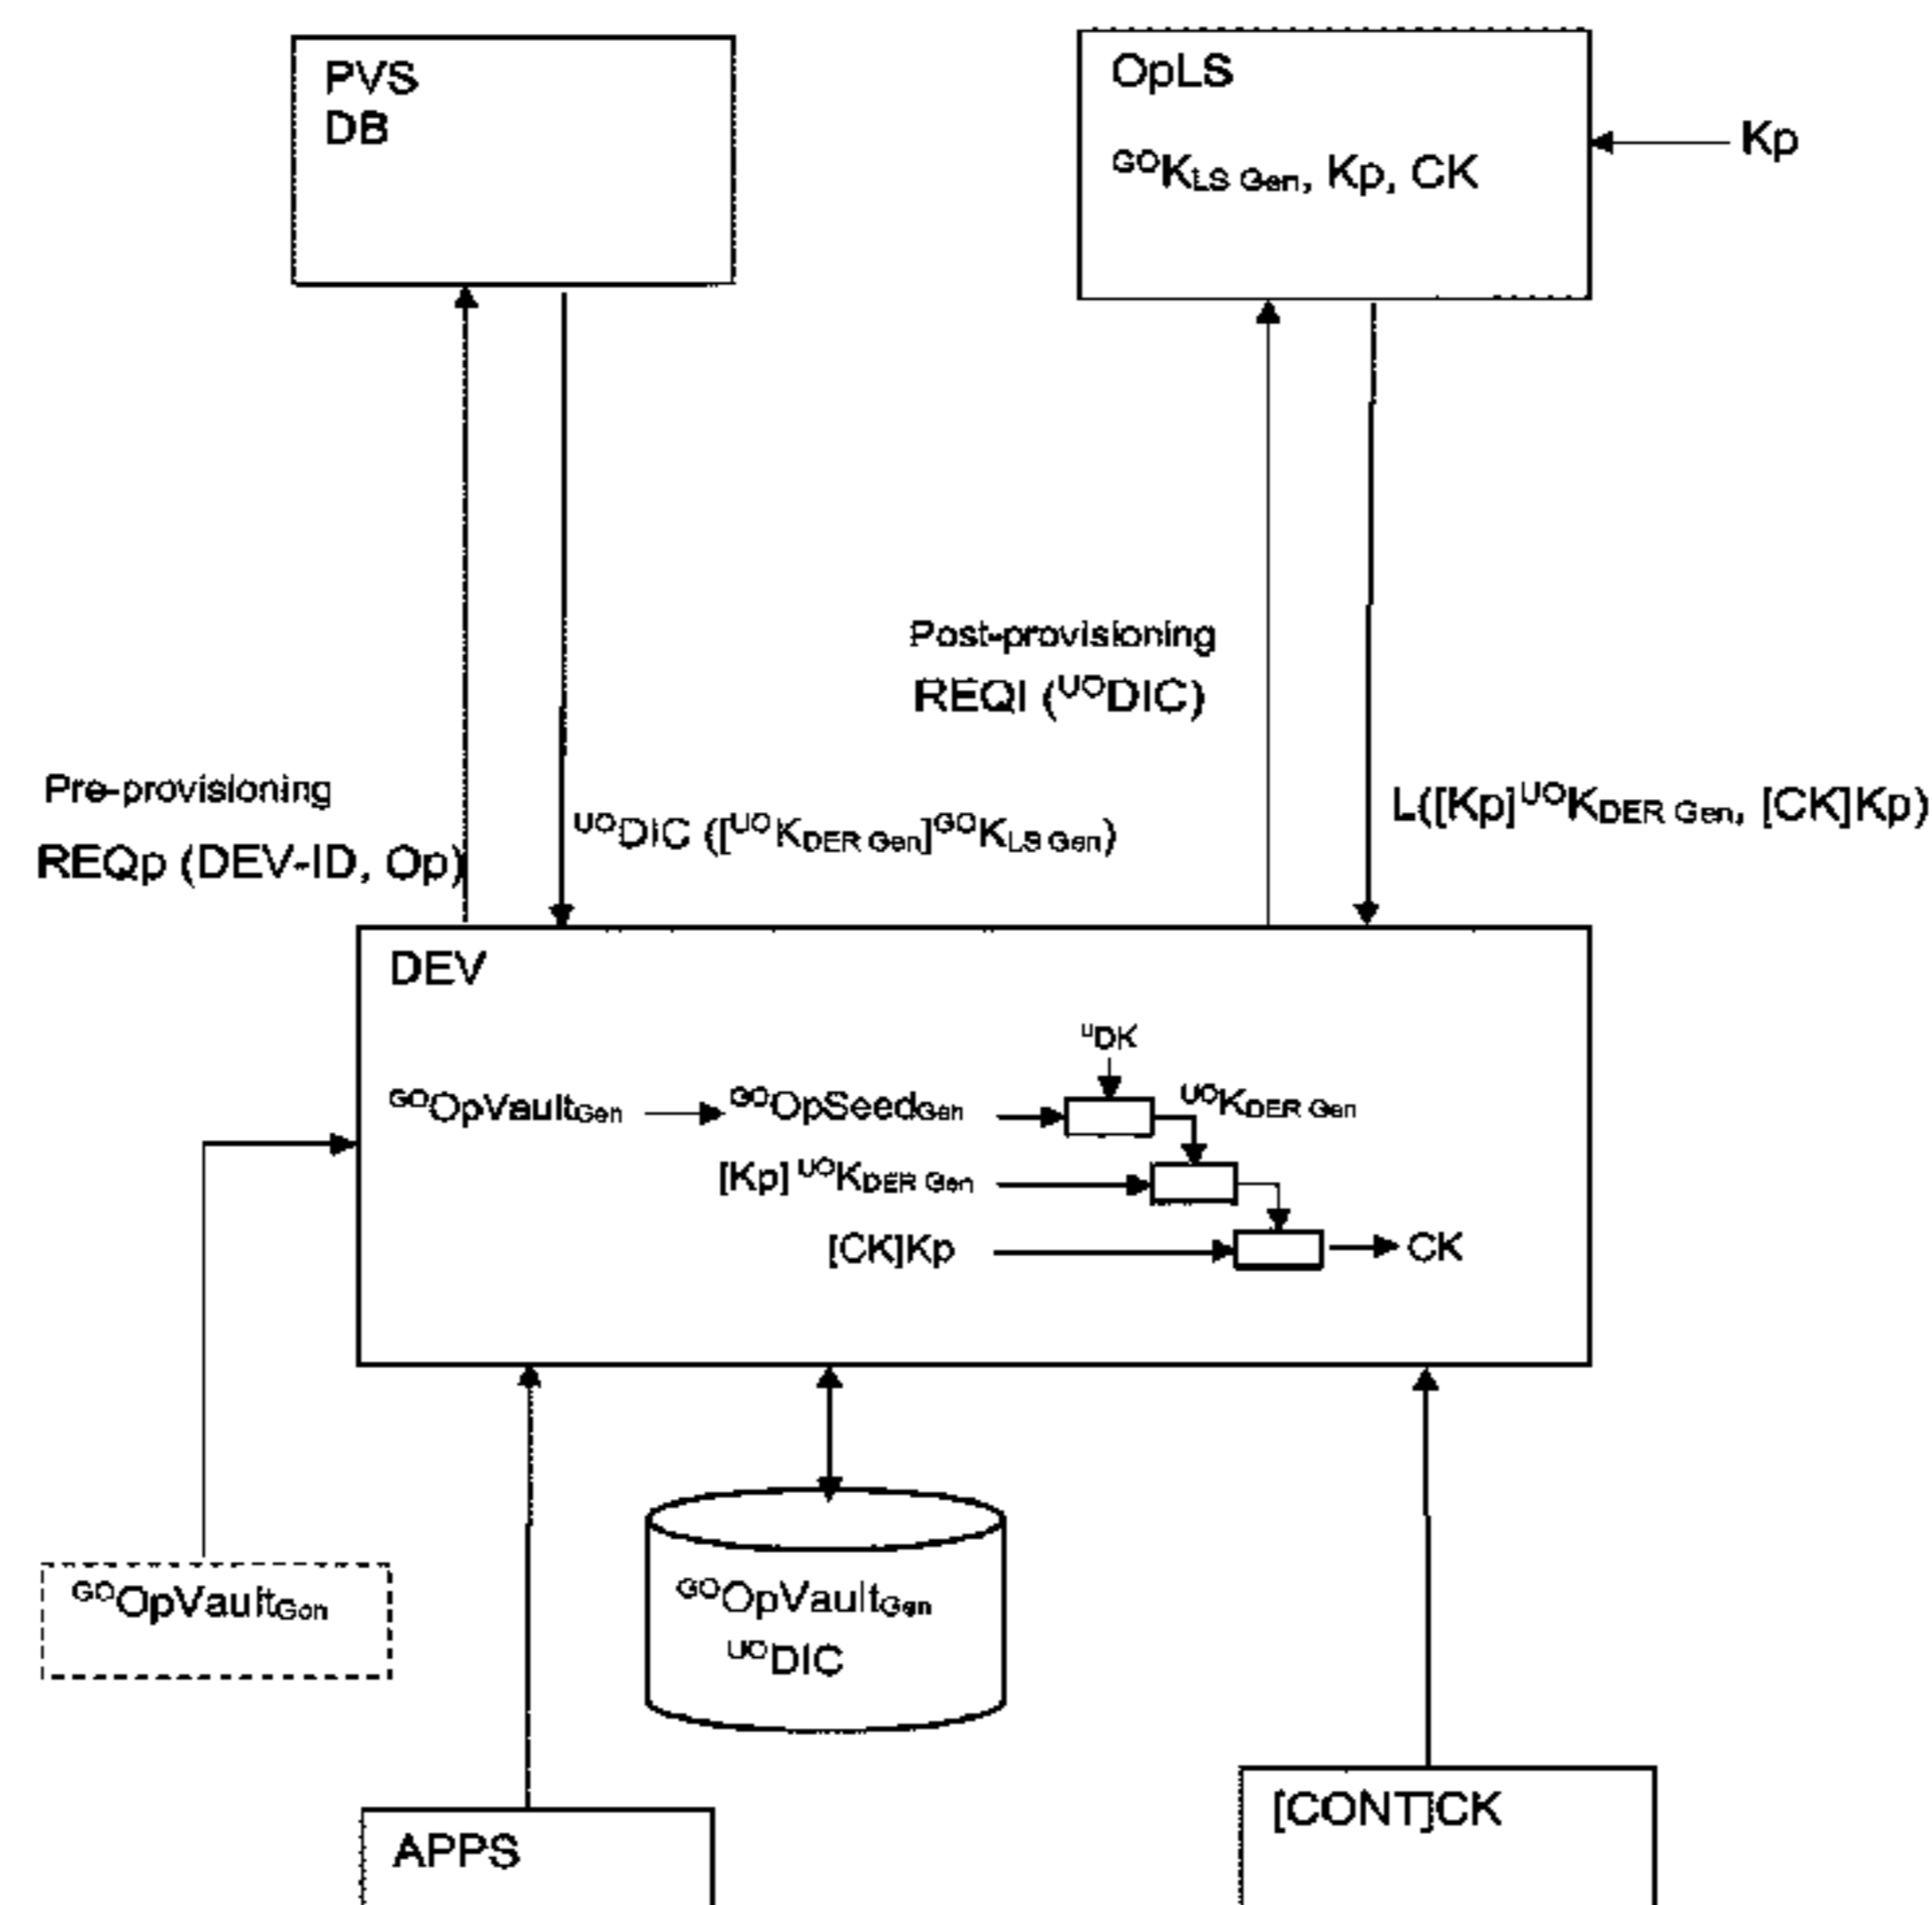 PVS
DB
OpLS
GOKLS Gen, Kp, CK
Kp
Post-provisioning
REQl (UODIC)
Pre-provisioning
REQp (DEV-ID, Op)
UODIC ([UOKDER Gen]GOKLS Gen)
L([Kp]UOKDER Gen, [CK]Kp)
DEV
UDK
GOOpVaultGen
GOOpSeedGen
UOKDER Gen
[Kp] UOKDER Gen
[CK]Kp
CK
GOOpVaultGen
GOOpVaultGen
UODIC
APPS
[CONT]CK